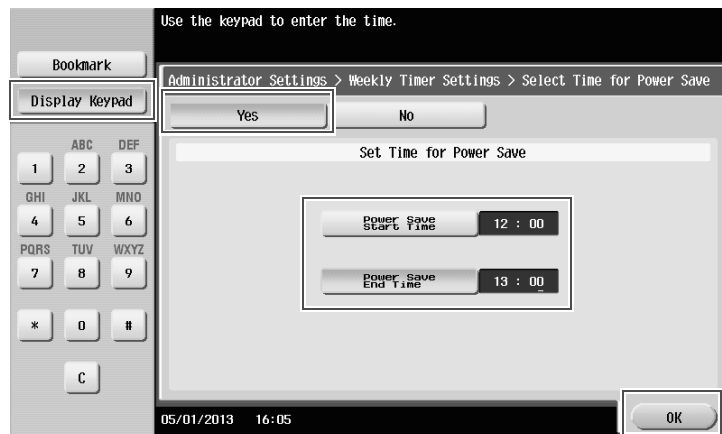 Use the keypad to enter the time.
Bookmark
Display Keypad
Administrator Settings > Weekly Timer Settings > Select Time for Power Save
Yes No
Set Time for Power Save
ABC DEF
1 2 3
GHI JKL MNO
4 5 6
PQRS TUV WXYZ
7 8 9
* 0 #
C
Power Save
Start Time
12 : 00
Power Save
End Time
13 : 00
05/01/2013 16:05
OK